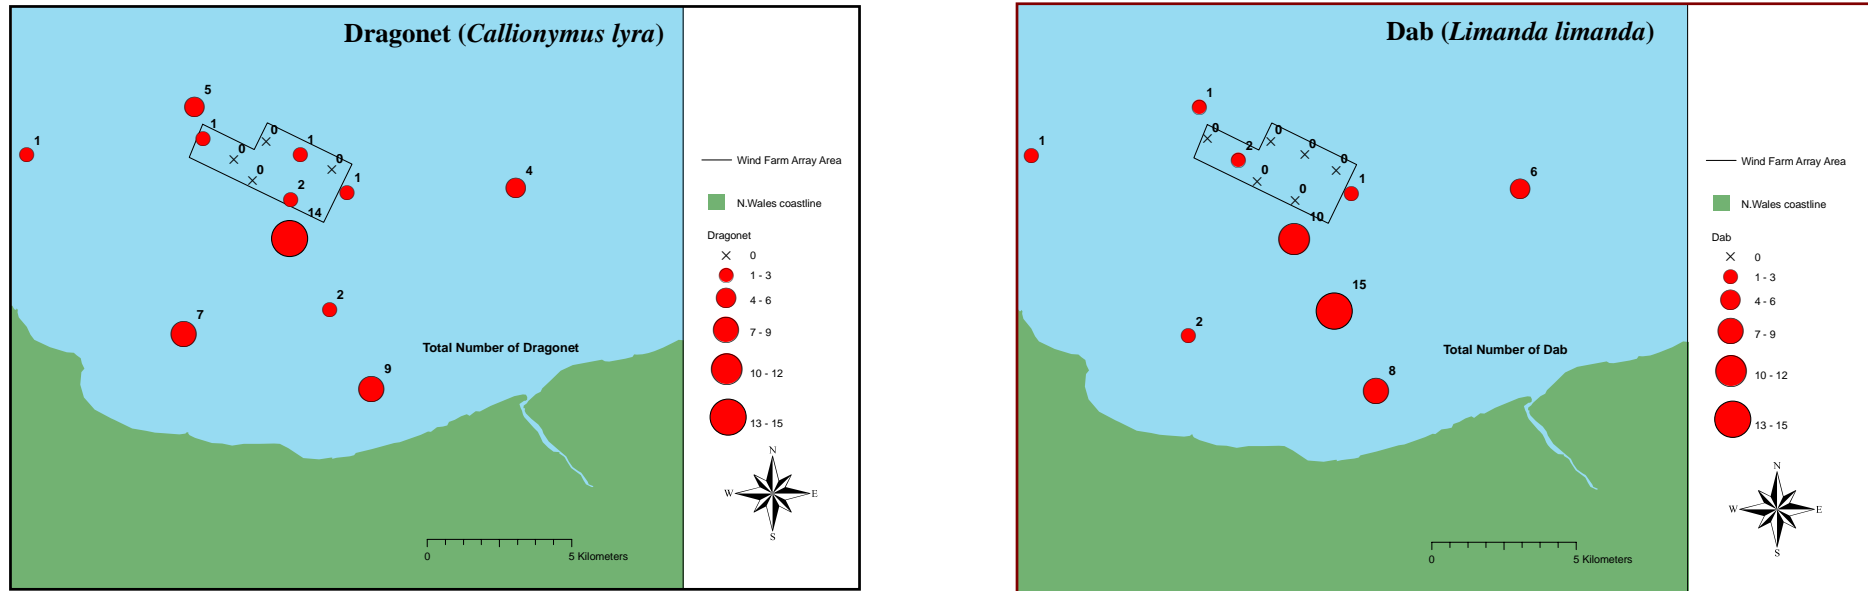 Dragonet (Callionymus lyra)
5
1
0
1
1
0
0
0
4
2
1
14
2
7
Total Number of Dragonet
9
0
5 Kilometers
Wind Farm Array Area
N.Wales coastline
Dragonet
0
1 - 3
4 - 6
7 - 9
10 - 12
13 - 15
N
W
E
S
Dab (Limanda limanda)
1
0
0
1
2
0
0
0
6
0
1
10
15
2
Total Number of Dab
8
0
5 Kilometers
Wind Farm Array Area
N.Wales coastline
Dab
0
1 - 3
4 - 6
7 - 9
10 - 12
13 - 15
N
W
E
S